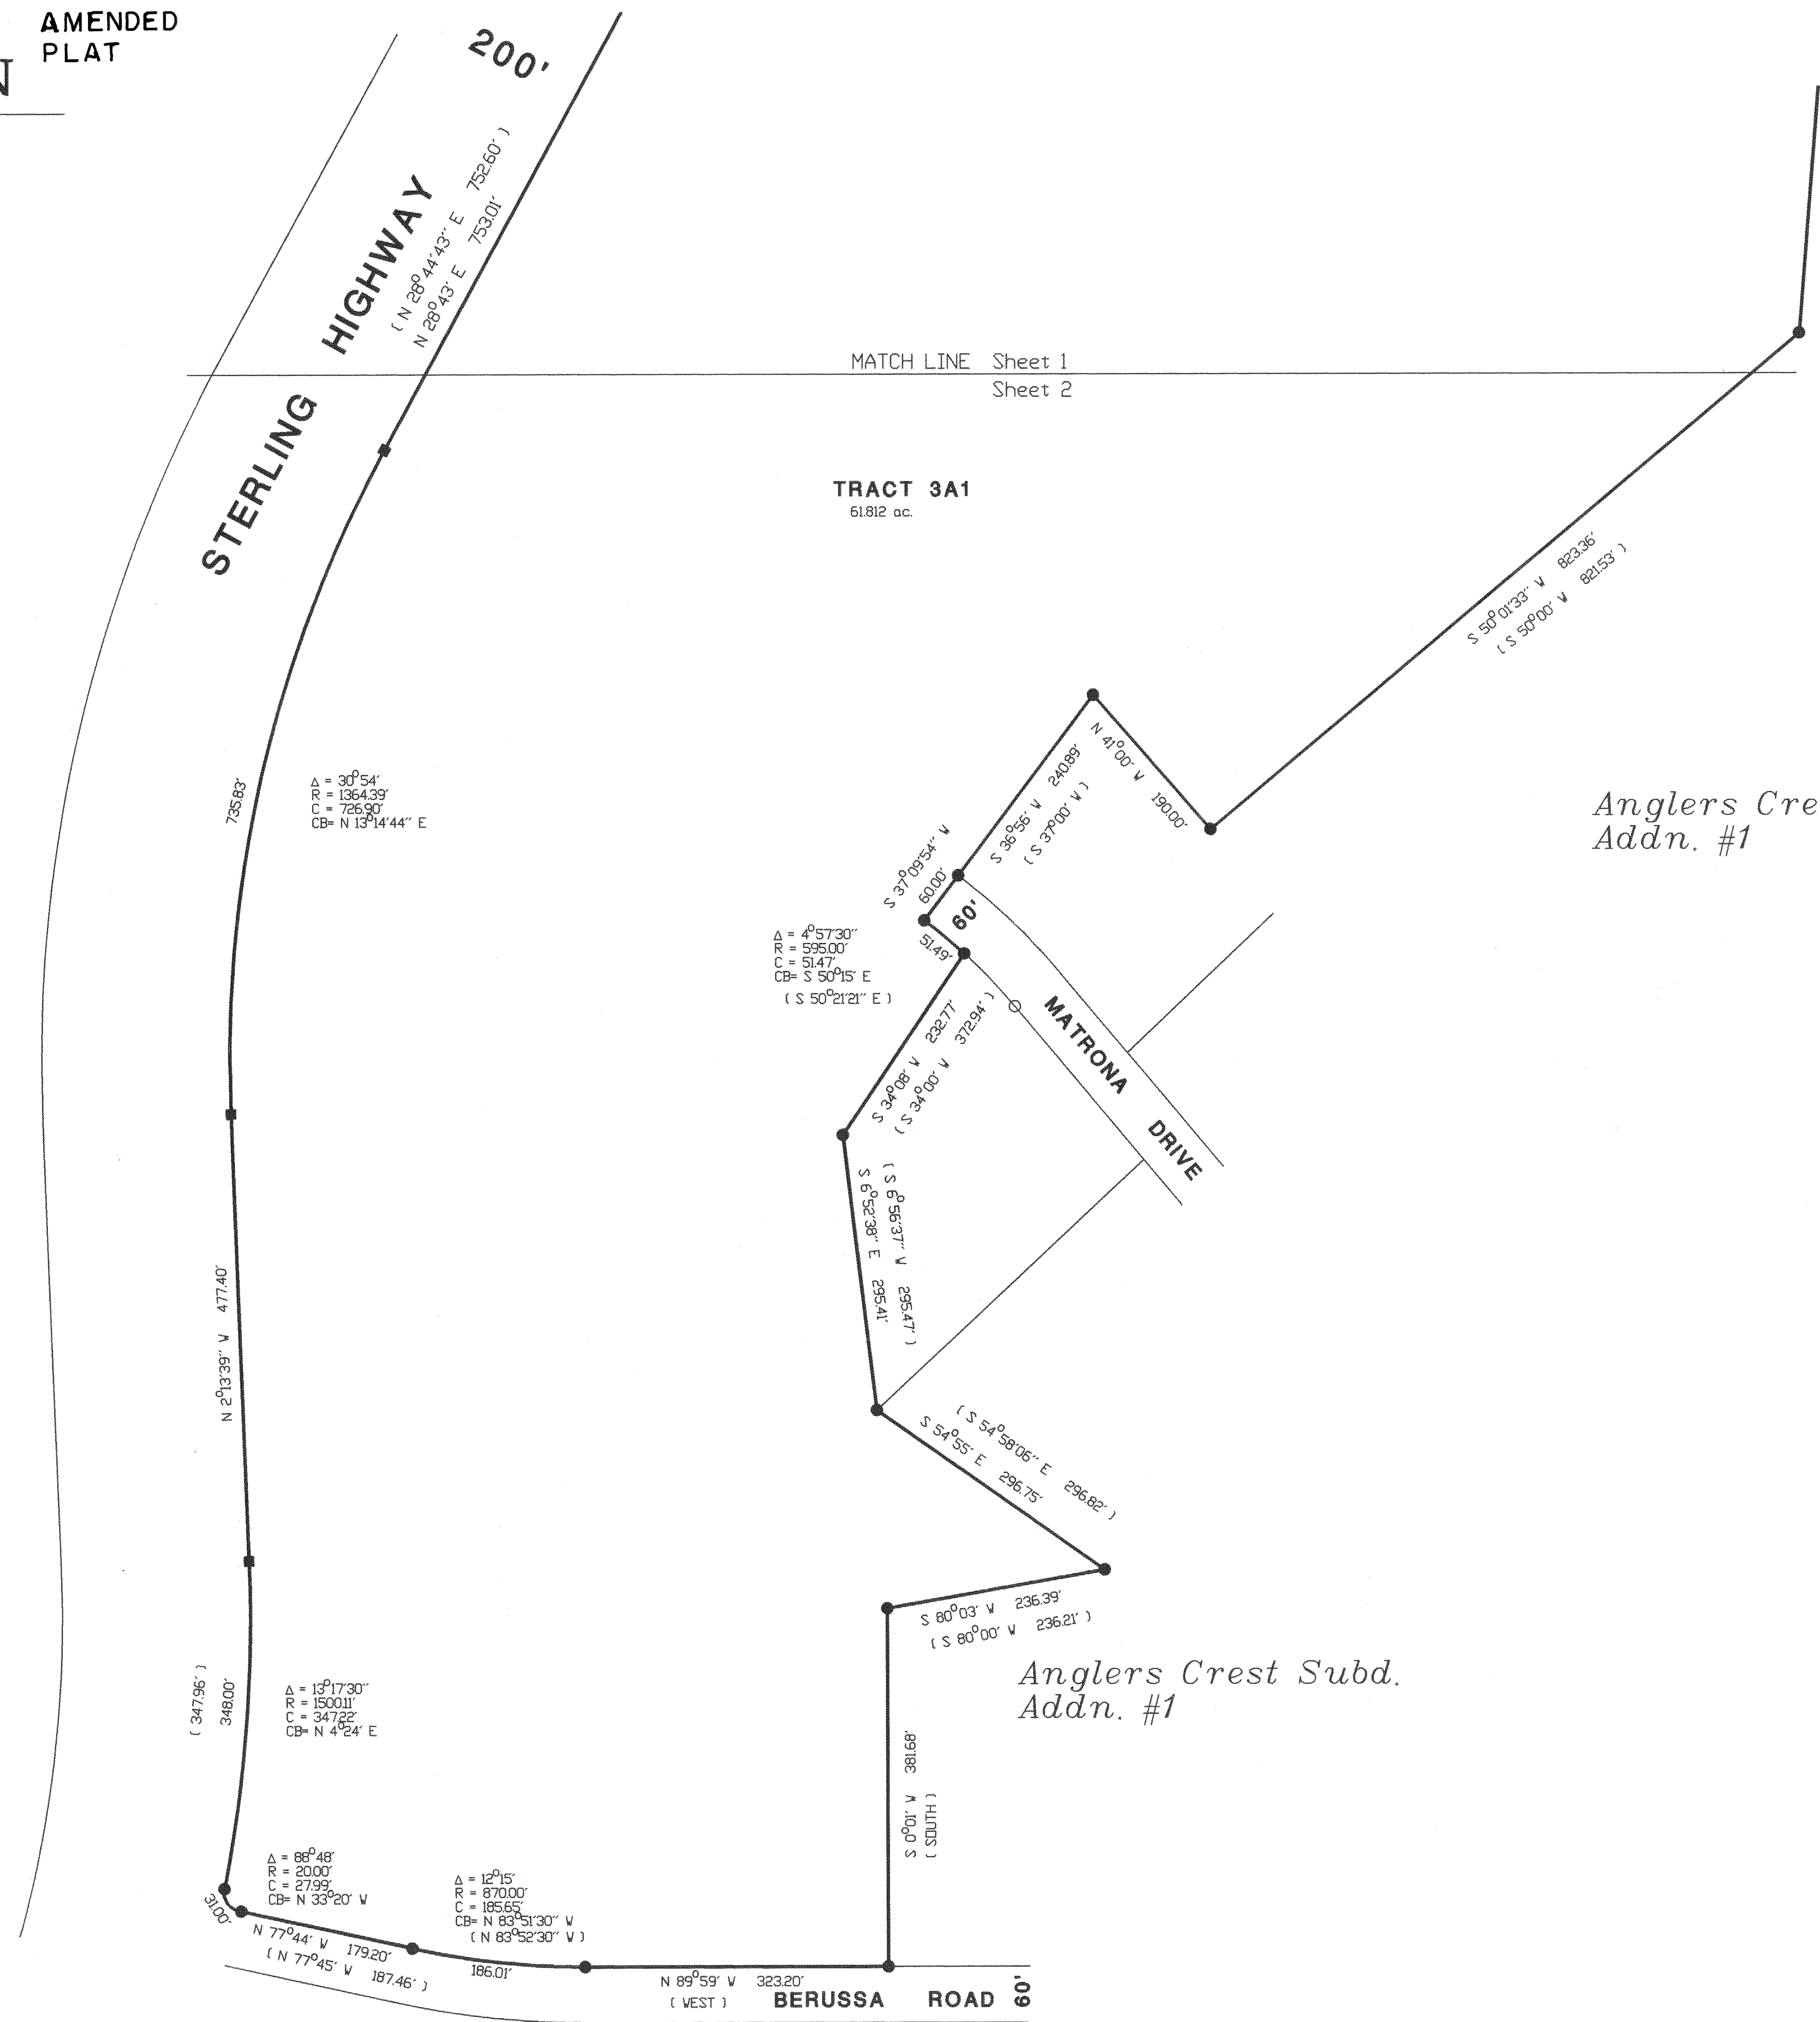 AMENDED
PLAT
N
200'
( N 28°44'43" E 752.60' )
N 28°43' E 753.01'
STERLING HIGHWAY
MATCH LINE Sheet 1
Sheet 2
TRACT 3A1
61.812 ac.
S 50°01'33" W 823.36'
( S 50°00' W 821.53' )
N 41°00' W 190.00'
S 36°56' W 240.89'
( S 37°00' W )
Anglers Cre
Addn. #1
735.83'
Δ = 30°54'
R = 1364.39'
C = 726.90'
CB= N 13°14'44" E
S 37°09'54" W
60.00'
60'
51.49'
Δ = 4°57'30"
R = 595.00'
C = 51.47'
CB= S 50°15' E
( S 50°21'21" E )
S 34°08' W 232.77'
( S 34°00' W 372.94' )
MATRONA DRIVE
( S 6°56'37" W 295.47' )
S 6°52'38" E 295.41'
N 2°13'39" W 477.40'
( S 54°58'06" E 296.82' )
S 54°55' E 296.75'
S 80°03' W 236.39'
( S 80°00' W 236.21' )
Anglers Crest Subd.
Addn. #1
( 347.96' )
348.00'
Δ = 13°17'30"
R = 1500.11'
C = 347.22'
CB= N 4°24' E
S 0°01' W 381.68'
( SOUTH )
Δ = 88°48'
R = 20.00'
C = 27.99'
CB= N 33°20' W
31.00'
Δ = 12°15'
R = 870.00'
C = 185.65'
CB= N 83°51'30" W
( N 83°52'30" W )
N 77°44' W 179.20'
( N 77°45' W 187.46' )
186.01'
N 89°59' W 323.20'
( WEST )
BERUSSA ROAD 60'